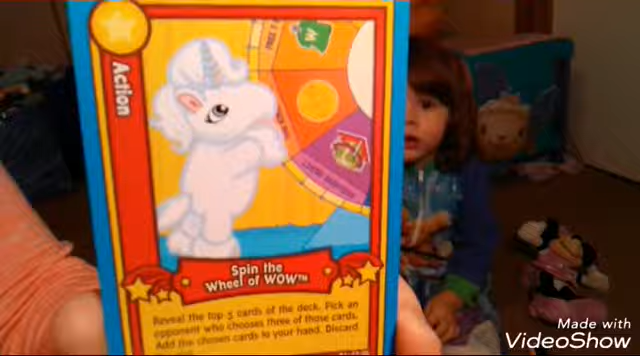 FREE
W
Action
Spin the
Wheel of WOW™
Reveal the top 5 cards of the deck. Pick an
opponent who chooses three of those cards.
Add the chosen cards to your hand. Discard
Made with
VideoShow